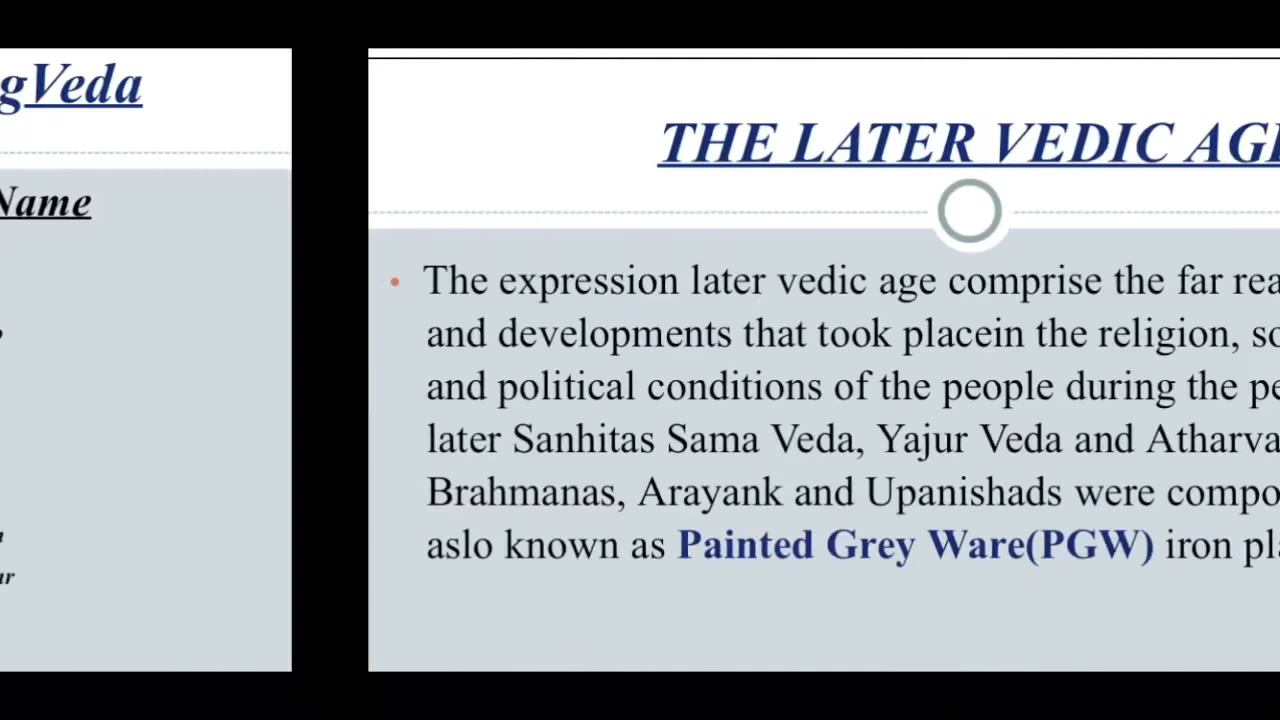 gVeda
Name
ar
THE LATER VEDIC AG
The expression later vedic age comprise the far rea
and developments that took placein the religion, so
and political conditions of the people during the pe
later Sanhitas Sama Veda, Yajur Veda and Atharva
Brahmanas, Arayank and Upanishads were compo
aslo known as Painted Grey Ware(PGW) iron pl